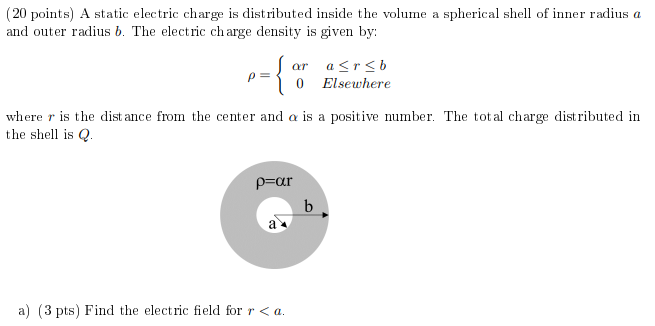 (20 points) A static electric charge is distributed inside the volume a spherical shell of inner radius a
and outer radius b. The electric charge density is given by:
ρ = { αr a ≤ r ≤ b
0 Elsewhere
where r is the distance from the center and α is a positive number. The total charge distributed in
the shell is Q.
ρ=αr
b
a
a) (3 pts) Find the electric field for r < a.